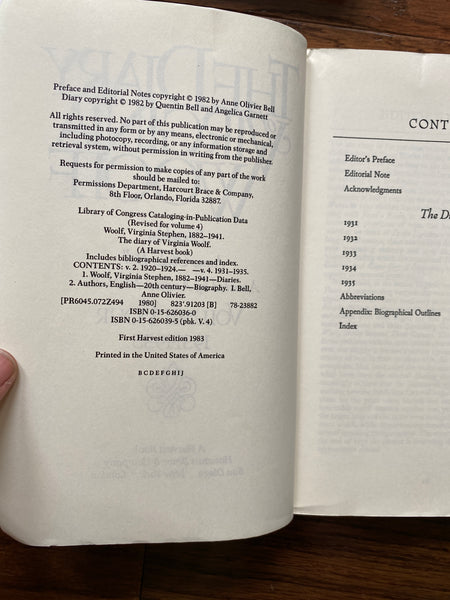 Preface and Editorial Notes copyright © 1982 by Anne Olivier Bell
Diary copyright © 1982 by Quentin Bell and Angelica Garnett
All rights reserved. No part of this publication may be reproduced or
transmitted in any form or by any means, electronic or mechanical,
including photocopy, recording, or any information storage and
retrieval system, without permission in writing from the publisher.
Requests for permission to make copies of any part of the work
should be mailed to:
Permissions Department, Harcourt Brace & Company,
8th Floor, Orlando, Florida 32887.
Library of Congress Cataloging-in-Publication Data
(Revised for volume 4)
Woolf, Virginia Stephen, 1882–1941.
The diary of Virginia Woolf.
(A Harvest book)
Includes bibliographical references and index.
CONTENTS: v. 2. 1920–1924.— —v. 4. 1931–1935.
1. Woolf, Virginia Stephen, 1882–1941—Diaries.
2. Authors, English—20th century—Biography. I. Bell,
Anne Olivier.
[PR6045.072Z494 1980] 823'.91203 [B] 78-23882
ISBN 0-15-626036-0
ISBN 0-15-626039-5 (pbk. V. 4)
First Harvest edition 1983
Printed in the United States of America
BCDEFGHIJ
CONT
Editor's Preface
Editorial Note
Acknowledgments
The D
1931
1932
1933
1934
1935
Abbreviations
Appendix: Biographical Outlines
Index